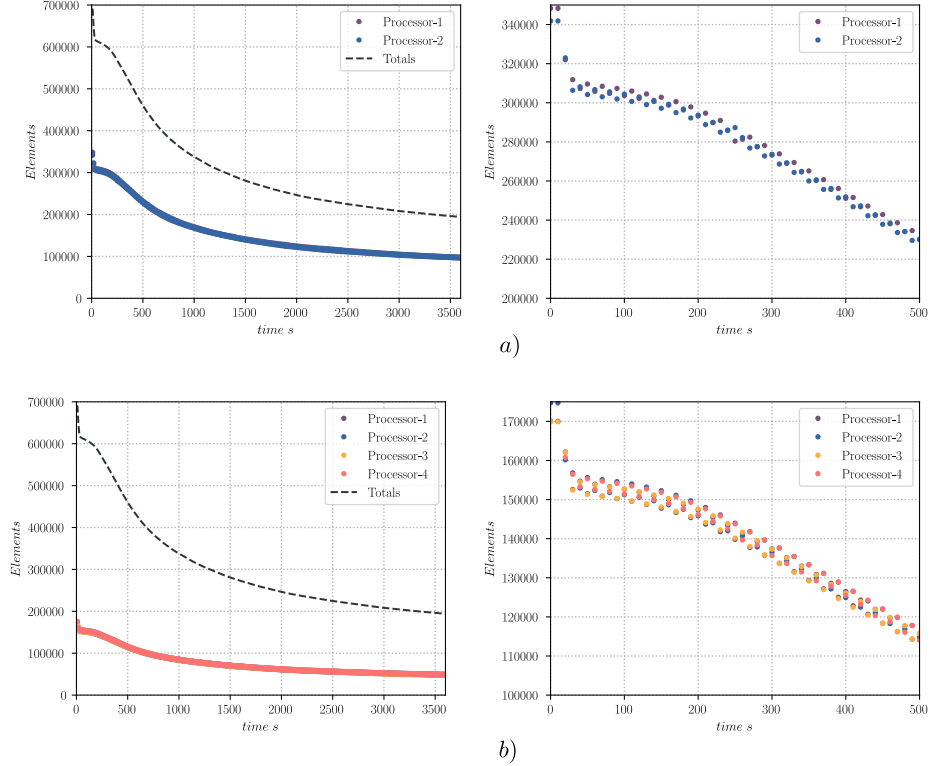 700000
600000
500000
400000
300000
200000
100000
0
Elements
0 500 1000 1500 2000 2500 3000 3500
time s
Processor-1
Processor-2
Totals
340000
320000
300000
280000
260000
240000
220000
200000
Elements
0 100 200 300 400 500
time s
Processor-1
Processor-2
a)
700000
600000
500000
400000
300000
200000
100000
0
Elements
0 500 1000 1500 2000 2500 3000 3500
time s
Processor-1
Processor-2
Processor-3
Processor-4
Totals
170000
160000
150000
140000
130000
120000
110000
100000
Elements
0 100 200 300 400 500
time s
Processor-1
Processor-2
Processor-3
Processor-4
b)